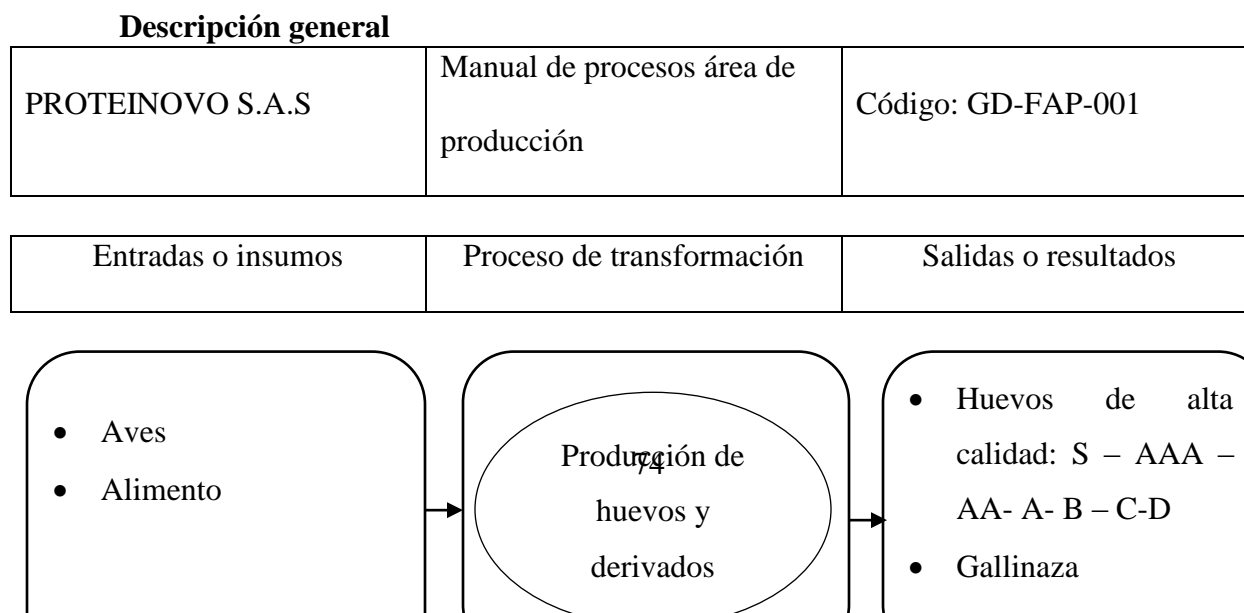 Descripción general
PROTEINOVO S.A.S
Manual de procesos área de
producción
Código: GD-FAP-001
Entradas o insumos
Proceso de transformación
Salidas o resultados
• Aves
• Alimento
Producción de
74
huevos y
derivados
• Huevos de alta
calidad: S – AAA –
AA- A- B – C-D
• Gallinaza